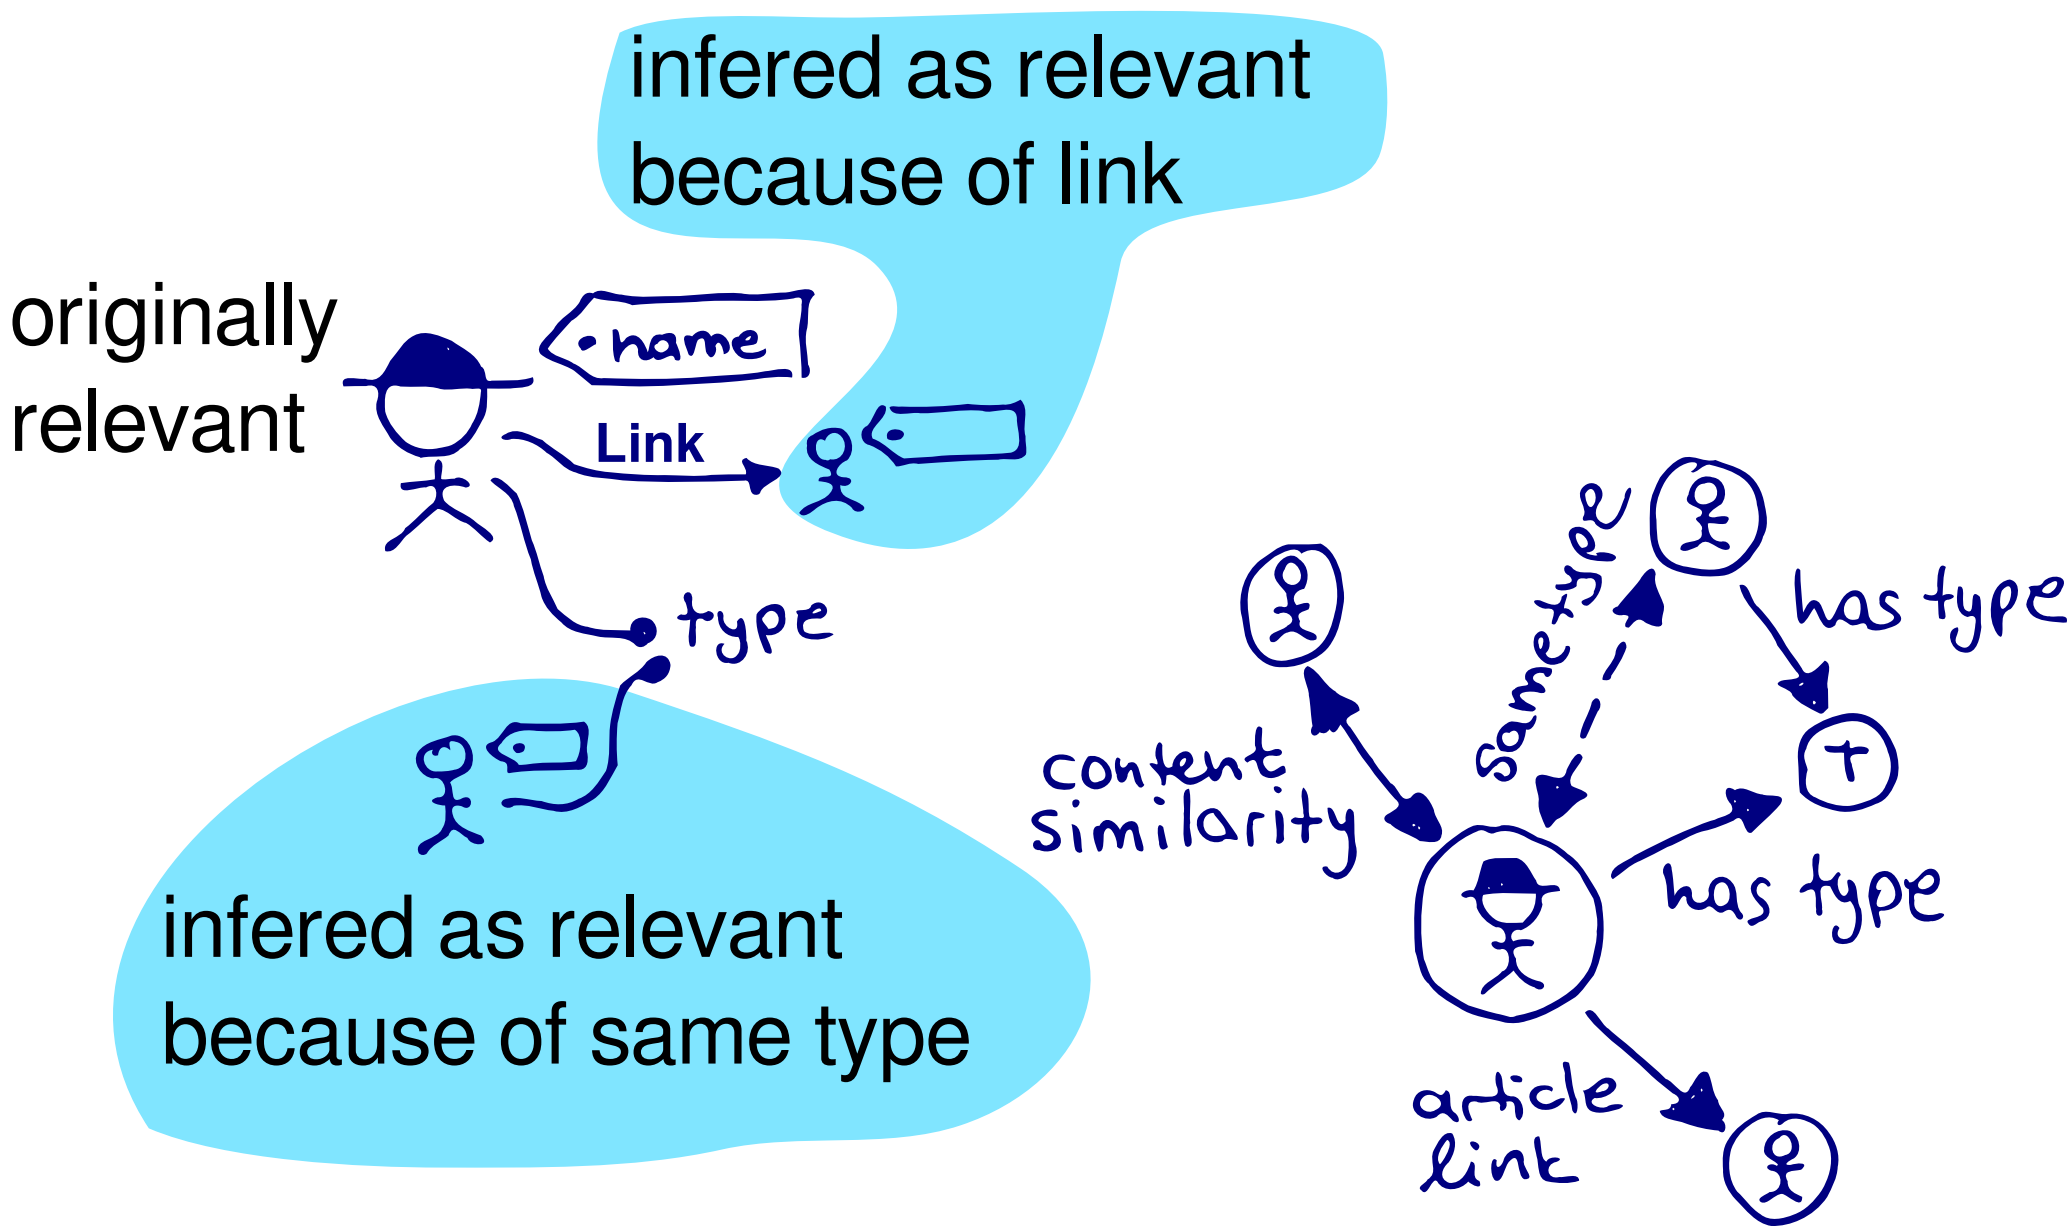 infered as relevant
because of link
originally
relevant
name
Link
type
infered as relevant
because of same type
same type
has type
content
similarity
T
has type
article
link